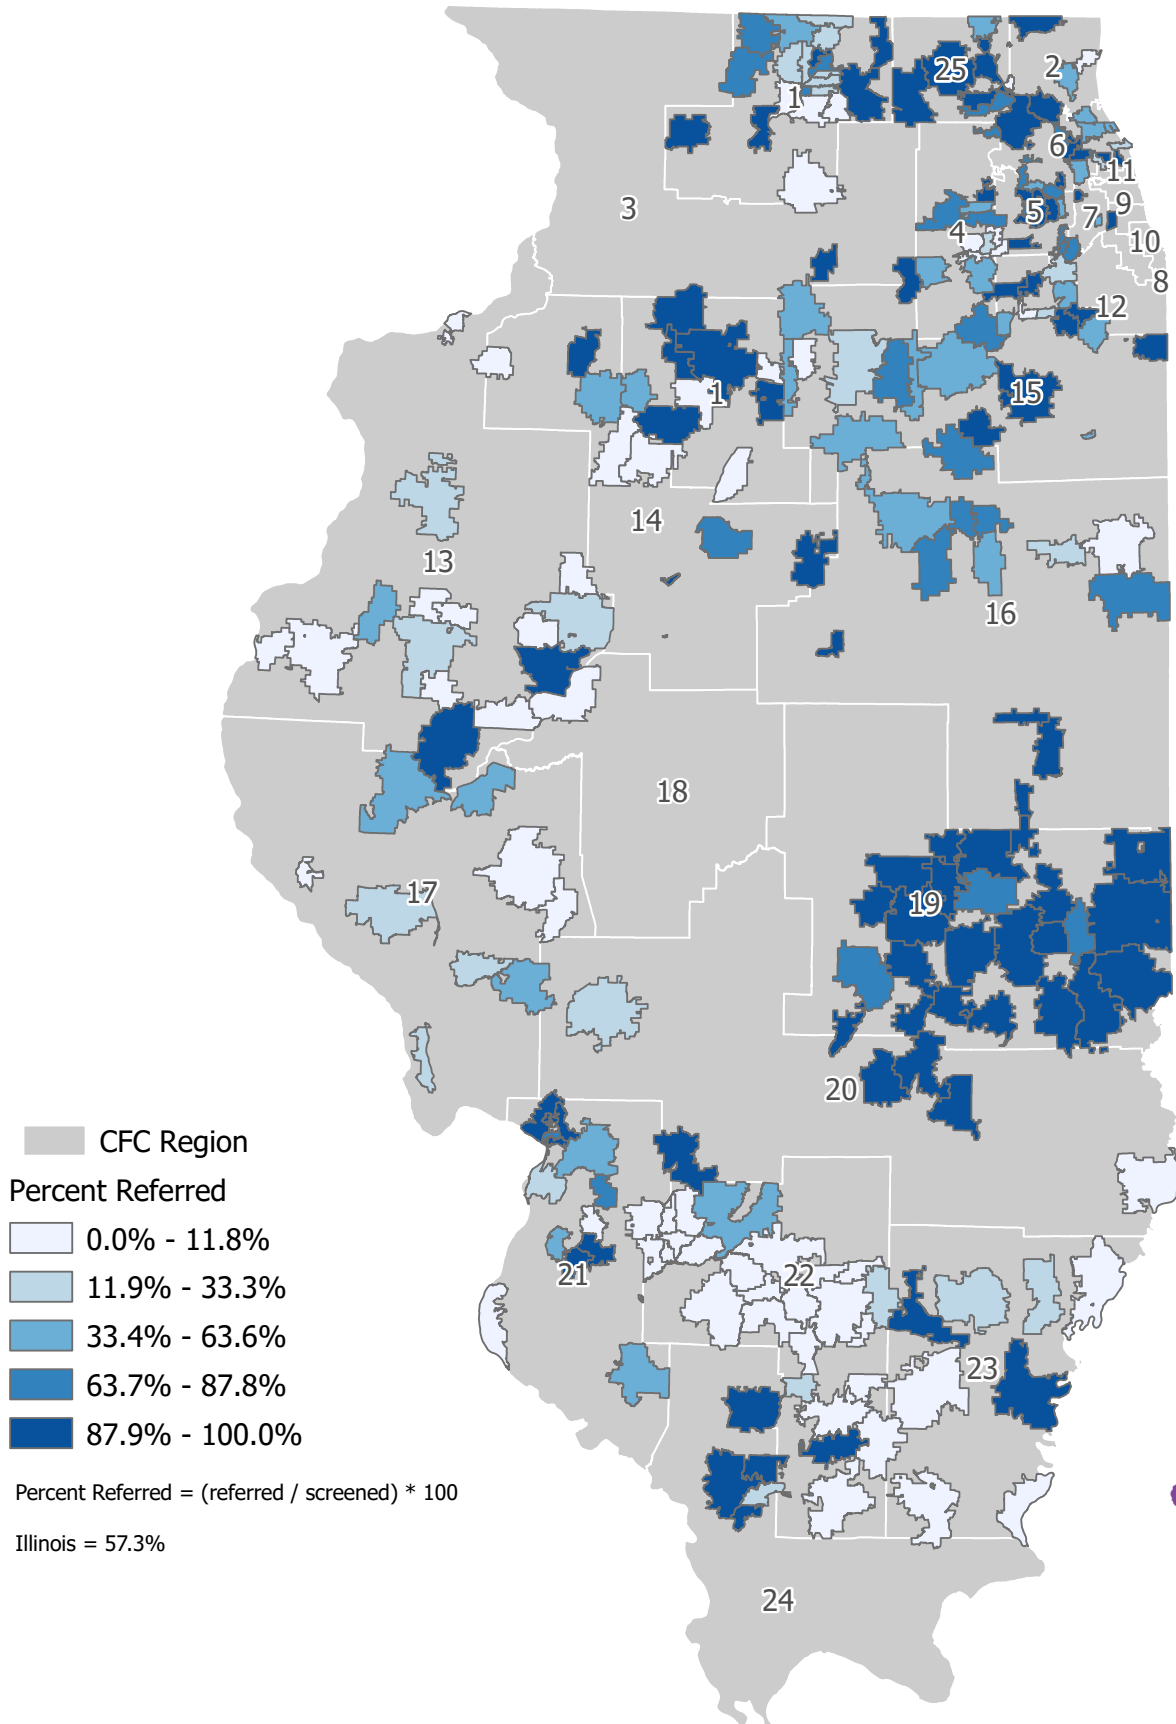 25
2
1
6
11
3
5
9
7
4
10
8
12
1
15
14
13
16
18
17
19
20
CFC Region
Percent Referred
0.0% - 11.8%
11.9% - 33.3%
33.4% - 63.6%
63.7% - 87.8%
87.9% - 100.0%
21
22
23
Percent Referred = (referred / screened) * 100
Illinois = 57.3%
24